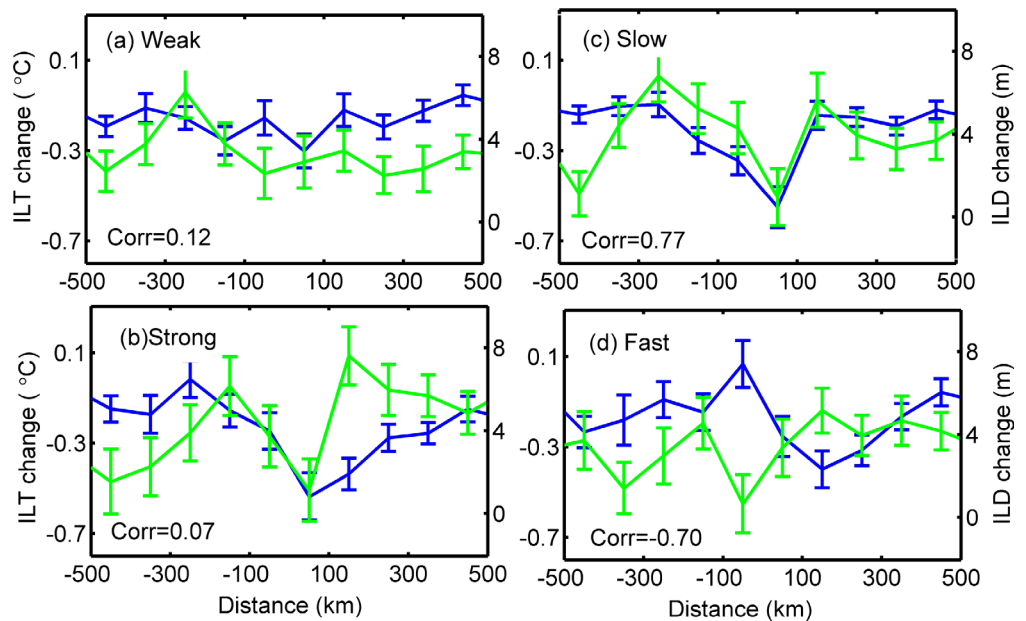 (a) Weak
ILT change ( °C)
0.1
-0.3
-0.7
8
4
0
Corr=0.12
-500 -300 -100 100 300 500
(c) Slow
0.1
-0.3
-0.7
8
4
0
ILD change (m)
Corr=0.77
-500 -300 -100 100 300 500
(b)Strong
ILT change ( °C)
0.1
-0.3
-0.7
8
4
0
Corr=0.07
-500 -300 -100 100 300 500
Distance (km)
(d) Fast
0.1
-0.3
-0.7
8
4
0
ILD change (m)
Corr=-0.70
-500 -300 -100 100 300 500
Distance (km)